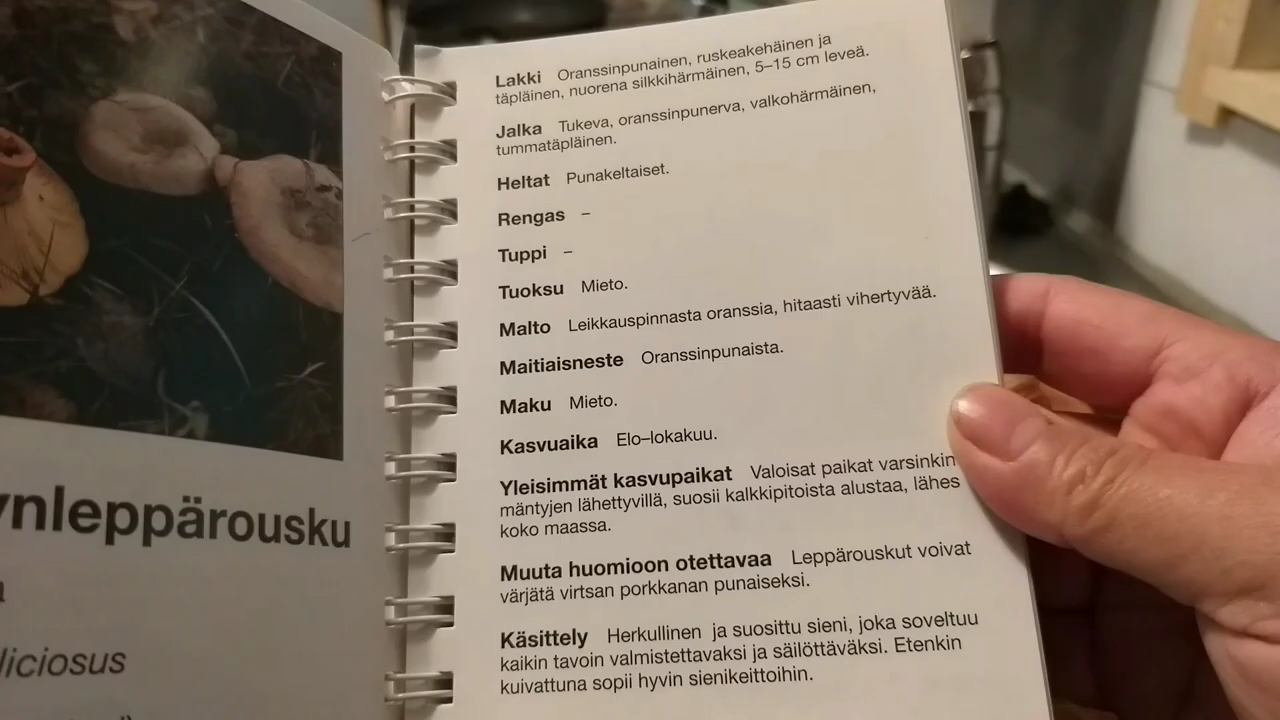 ynleppärousku
liciosus
Lakki Oranssinpunainen, ruskeakehäinen ja
täpläinen, nuorena silkkihärmäinen, 5–15 cm leveä.
Jalka Tukeva, oranssinpunerva, valkohärmäinen,
tummatäpläinen.
Heltat Punakeltaiset.
Rengas –
Tuppi –
Tuoksu Mieto.
Malto Leikkauspinnasta oranssia, hitaasti vihertyvää.
Maitiaisneste Oranssinpunaista.
Maku Mieto.
Kasvuaika Elo–lokakuu.
Yleisimmät kasvupaikat Valoisat paikat varsinkin
mäntyjen lähettyvillä, suosii kalkkipitoista alustaa, lähes
koko maassa.
Muuta huomioon otettavaa Leppärouskut voivat
värjätä virtsan porkkanan punaiseksi.
Käsittely Herkullinen ja suosittu sieni, joka soveltuu
kaikin tavoin valmistettavaksi ja säilöttäväksi. Etenkin
kuivattuna sopii hyvin sienikeittoihin.